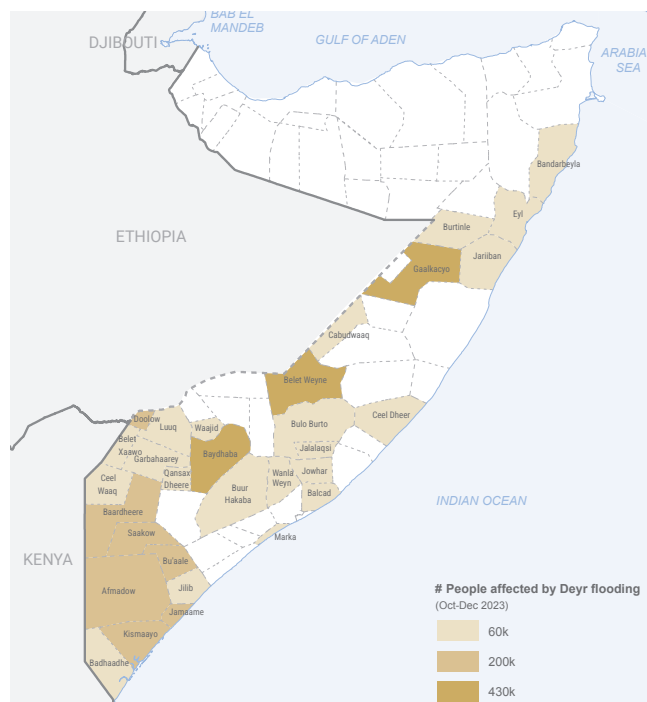 BAB EL
MANDEB
DJIBOUTI
GULF OF ADEN
ARABIA
SEA
Bandarbeyla
Eyl
Burtinle
ETHIOPIA
Jariiban
Gaalkacyo
Cabudwaaq
Belet Weyne
Ceel Dheer
Doolow
Luuq
Waajid
Bulo Burto
Belet
Xaawo
Garbahaarey
Baydhaba
Jalalaqsi
Ceel
Waaq
Qansax
Dheere
Wanla
Weyn
Jowhar
Buur
Hakaba
Balcad
INDIAN OCEAN
Baardheere
Saakow
Marka
KENYA
Bu'aale
Afmadow
Jilib
Jamaame
Kismaayo
Badhaadhe
# People affected by Deyr flooding
(Oct-Dec 2023)
60k
200k
430k